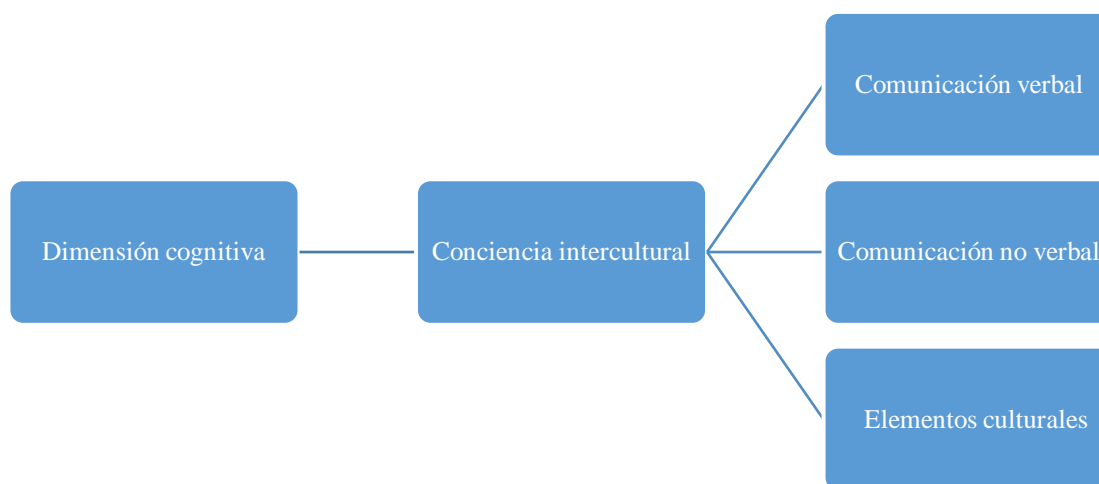 Dimensión cognitiva
Conciencia intercultural
Comunicación verbal
Comunicación no verbal
Elementos culturales